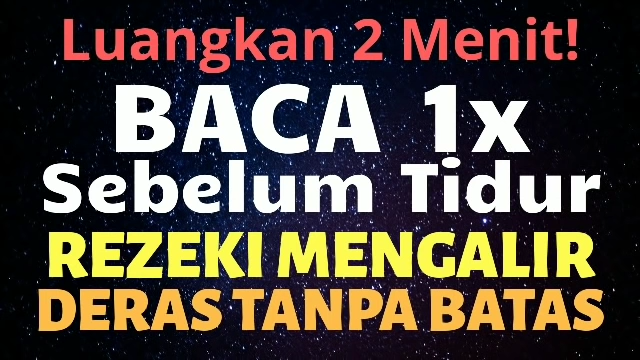 Luangkan 2 Menit!
BACA 1x
Sebelum Tidur
REZEKI MENGALIR
DERAS TANPA BATAS